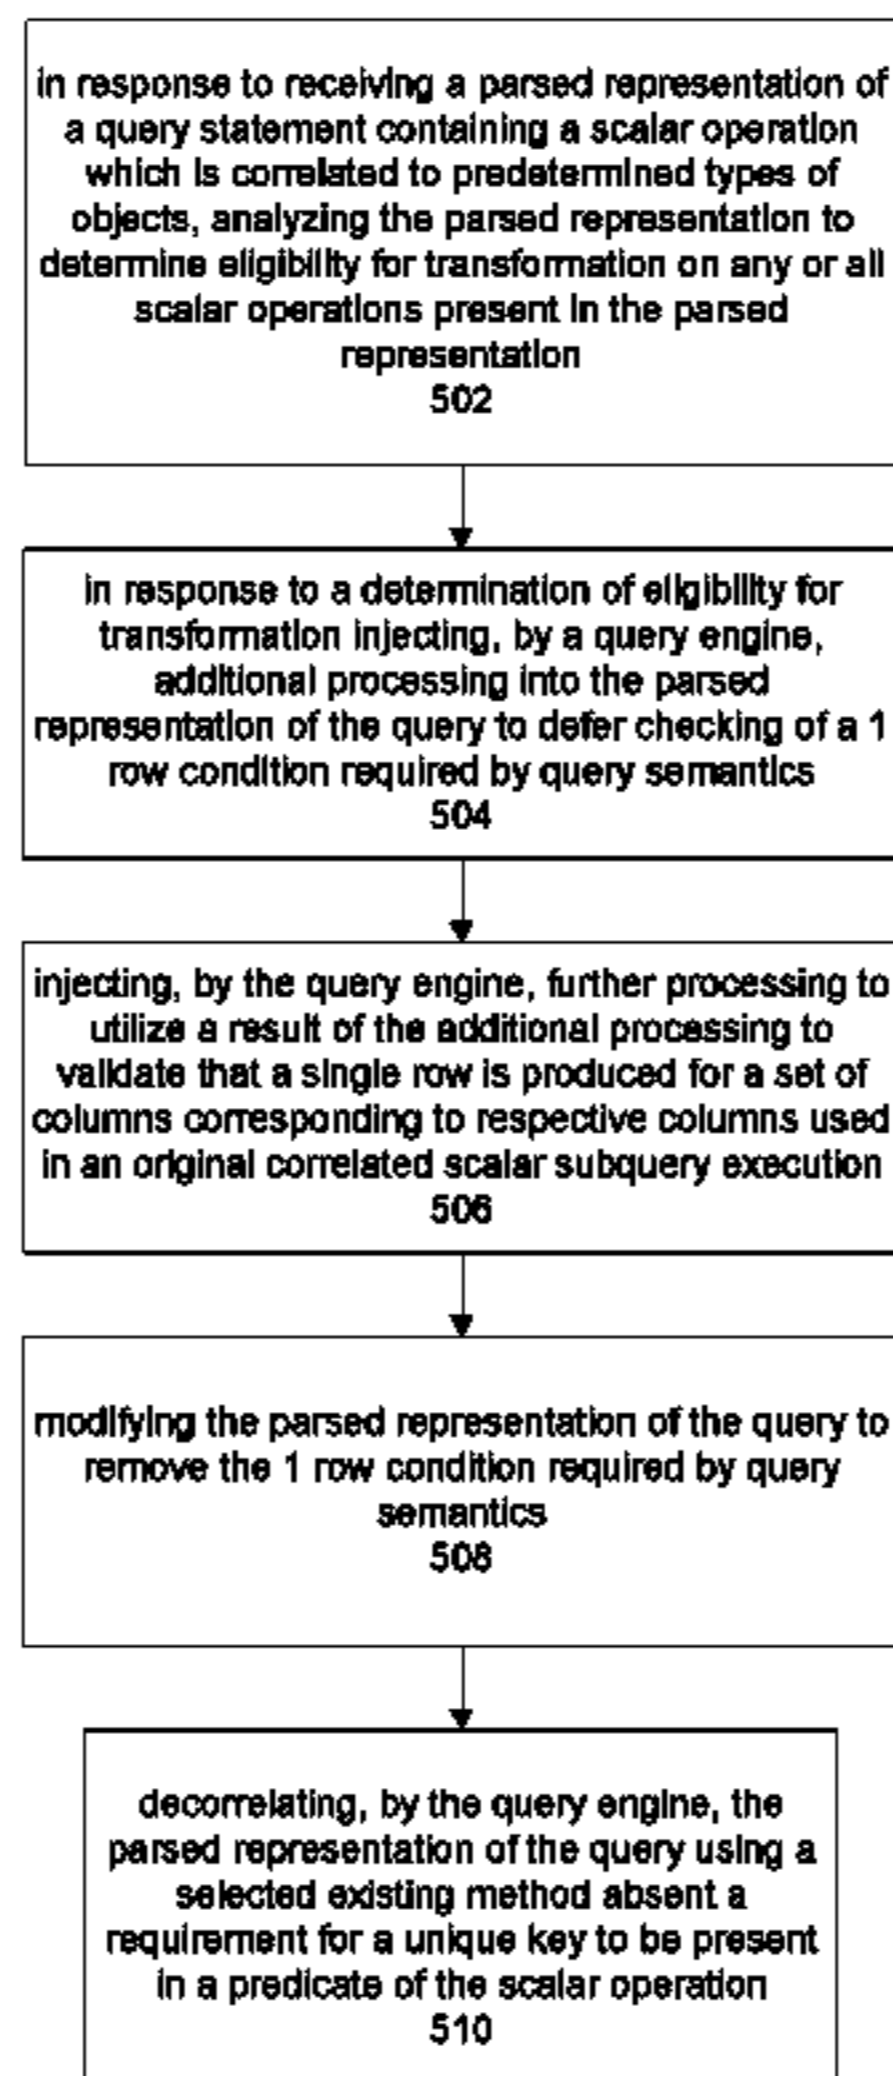 in response to receiving a parsed representation of
a query statement containing a scalar operation
which is correlated to predetermined types of
objects, analyzing the parsed representation to
determine eligibility for transformation on any or all
scalar operations present in the parsed
representation
502
in response to a determination of eligibility for
transformation injecting, by a query engine,
additional processing into the parsed
representation of the query to defer checking of a 1
row condition required by query semantics
504
injecting, by the query engine, further processing to
utilize a result of the additional processing to
validate that a single row is produced for a set of
columns corresponding to respective columns used
in an original correlated scalar subquery execution
506
modifying the parsed representation of the query to
remove the 1 row condition required by query
semantics
508
decorrelating, by the query engine, the
parsed representation of the query using a
selected existing method absent a
requirement for a unique key to be present
in a predicate of the scalar operation
510